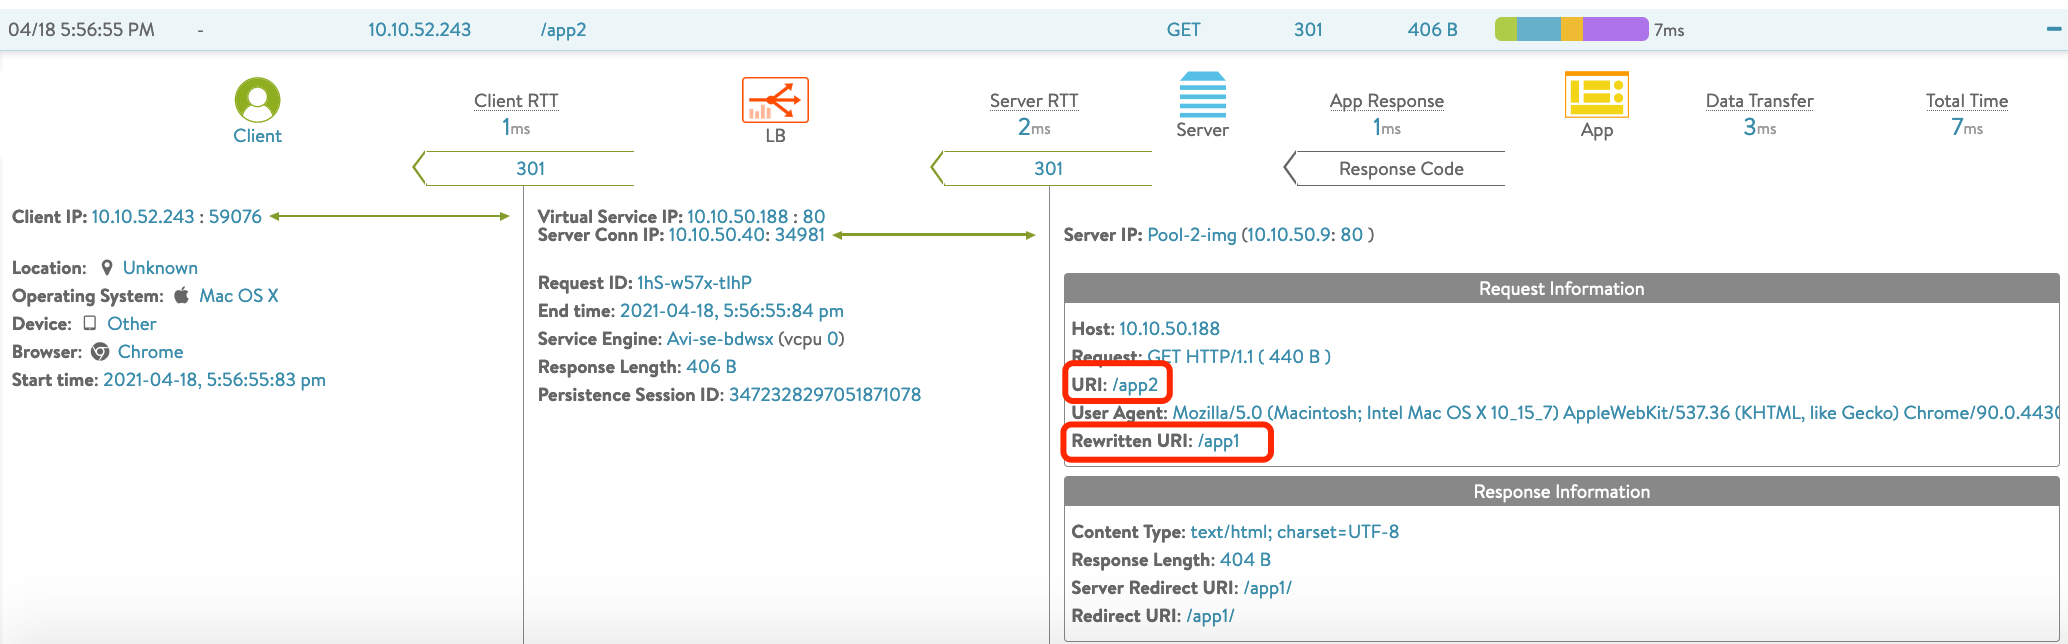 04/18 5:56:55 PM - 10.10.52.243 /app2 GET 301 406 B 7ms
Client RTT Server RTT App Response Data Transfer Total Time
1ms 2ms 1ms 3ms 7ms
Client LB Server App
301 301 Response Code
Client IP: 10.10.52.243 : 59076
Location: Unknown
Operating System: Mac OS X
Device: Other
Browser: Chrome
Start time: 2021-04-18, 5:56:55:83 pm
Virtual Service IP: 10.10.50.188 : 80
Server Conn IP: 10.10.50.40: 34981
Request ID: 1hS-w57x-tIhP
End time: 2021-04-18, 5:56:55:84 pm
Service Engine: Avi-se-bdwsx (vcpu 0)
Response Length: 406 B
Persistence Session ID: 3472328297051871078
Server IP: Pool-2-img (10.10.50.9: 80 )
Request Information
Host: 10.10.50.188
Request: GET HTTP/1.1 ( 440 B )
URI: /app2
User Agent: Mozilla/5.0 (Macintosh; Intel Mac OS X 10_15_7) AppleWebKit/537.36 (KHTML, like Gecko) Chrome/90.0.4430
Rewritten URI: /app1
Response Information
Content Type: text/html; charset=UTF-8
Response Length: 404 B
Server Redirect URI: /app1/
Redirect URI: /app1/